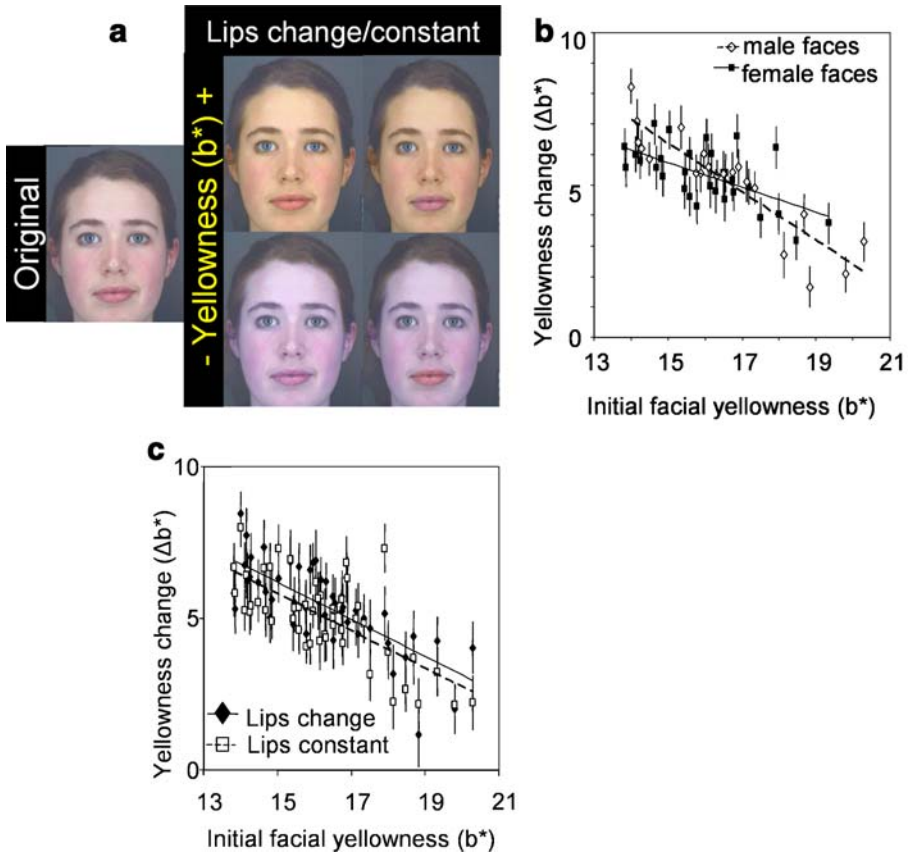 a
Lips change/constant
Original
- Yellowness (b*) +
b
10
5
0
Yellowness change (Δb*)
male faces
female faces
13 15 17 19 21
Initial facial yellowness (b*)
c
10
5
0
Yellowness change (Δb*)
Lips change
Lips constant
13 15 17 19 21
Initial facial yellowness (b*)